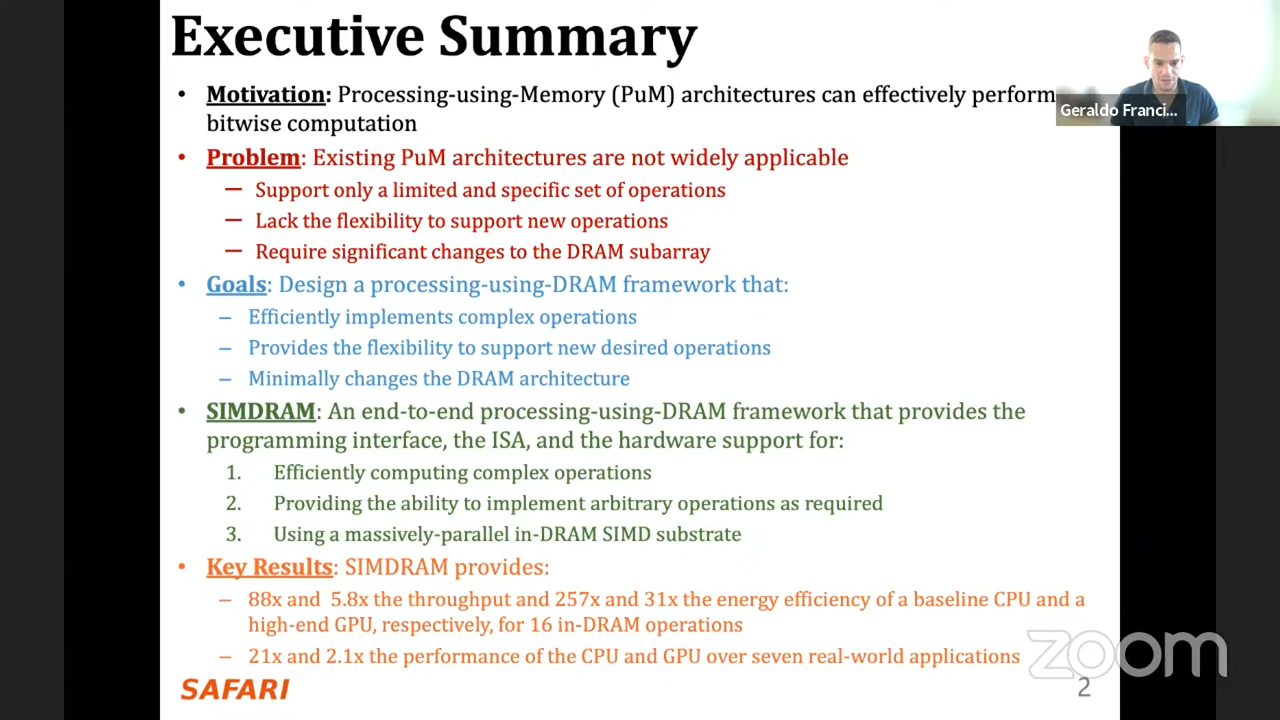 Executive Summary
• Motivation: Processing-using-Memory (PuM) architectures can effectively perform
bitwise computation
Geraldo Franci...
• Problem: Existing PuM architectures are not widely applicable
– Support only a limited and specific set of operations
– Lack the flexibility to support new operations
– Require significant changes to the DRAM subarray
• Goals: Design a processing-using-DRAM framework that:
– Efficiently implements complex operations
– Provides the flexibility to support new desired operations
– Minimally changes the DRAM architecture
• SIMDRAM: An end-to-end processing-using-DRAM framework that provides the
programming interface, the ISA, and the hardware support for:
1. Efficiently computing complex operations
2. Providing the ability to implement arbitrary operations as required
3. Using a massively-parallel in-DRAM SIMD substrate
• Key Results: SIMDRAM provides:
– 88x and 5.8x the throughput and 257x and 31x the energy efficiency of a baseline CPU and a
high-end GPU, respectively, for 16 in-DRAM operations
– 21x and 2.1x the performance of the CPU and GPU over seven real-world applications
zoom
SAFARI
2